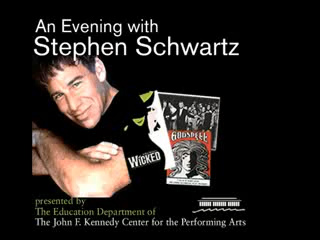 An Evening with
Stephen Schwartz
GODSPELL
WICKED
presented by
The Education Department of
The John F. Kennedy Center for the Performing Arts